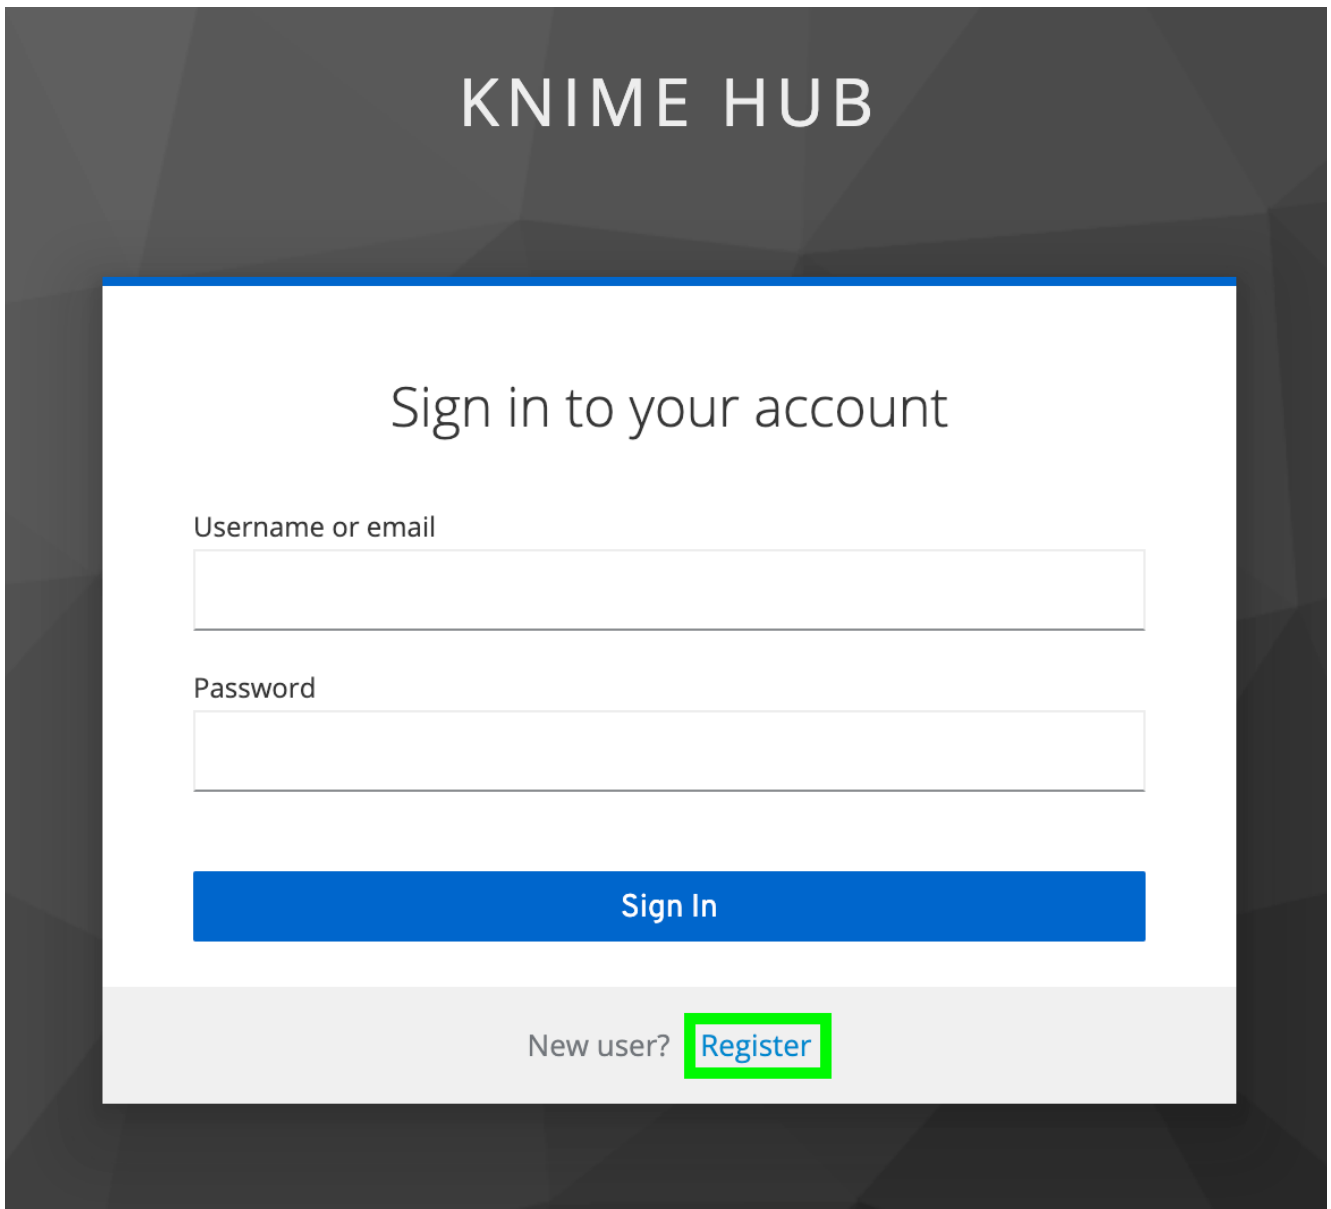 KNIME HUB
Sign in to your account
Username or email
Password
Sign In
New user? Register